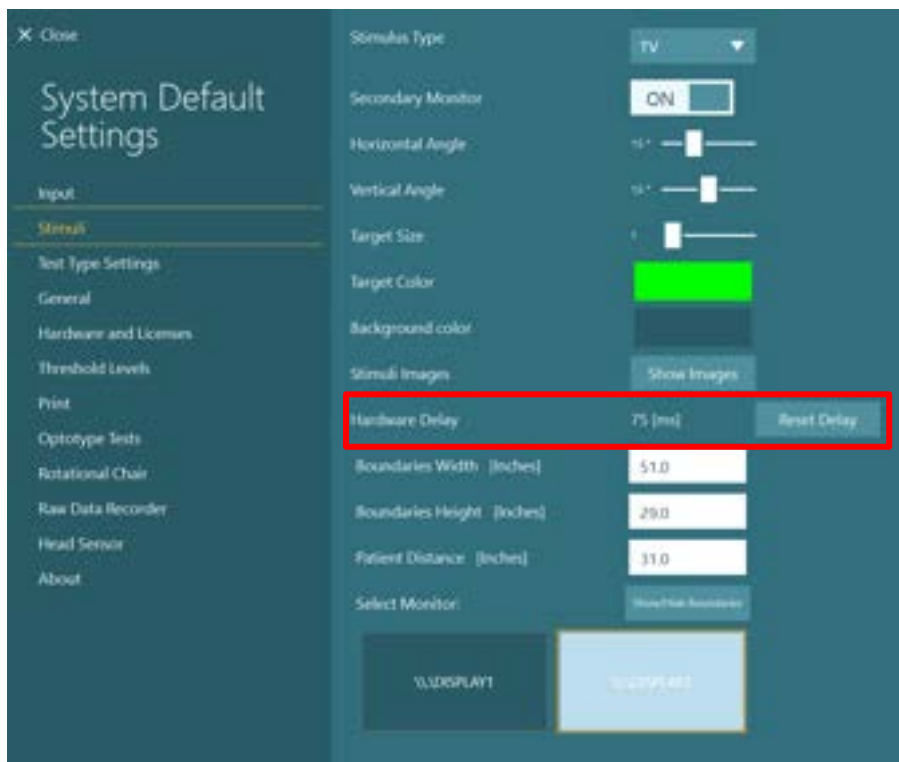 X Close
System Default
Settings
Input
Stimuli
Test Type Settings
General
Hardware and Licenses
Threshold Levels
Print
Optotype Tests
Rotational Chair
Raw Data Recorder
Head Sensor
About
Stimulus Type TV
Secondary Monitor ON
Horizontal Angle
Vertical Angle
Target Size
Target Color
Background color
Stimuli Images Show Images
Hardware Delay 75 [ms] Reset Delay
Boundaries Width [Inches] 51.0
Boundaries Height [Inches] 29.0
Patient Distance [Inches] 31.0
Select Monitor: Show/Hide Boundaries
\\.\DISPLAY1